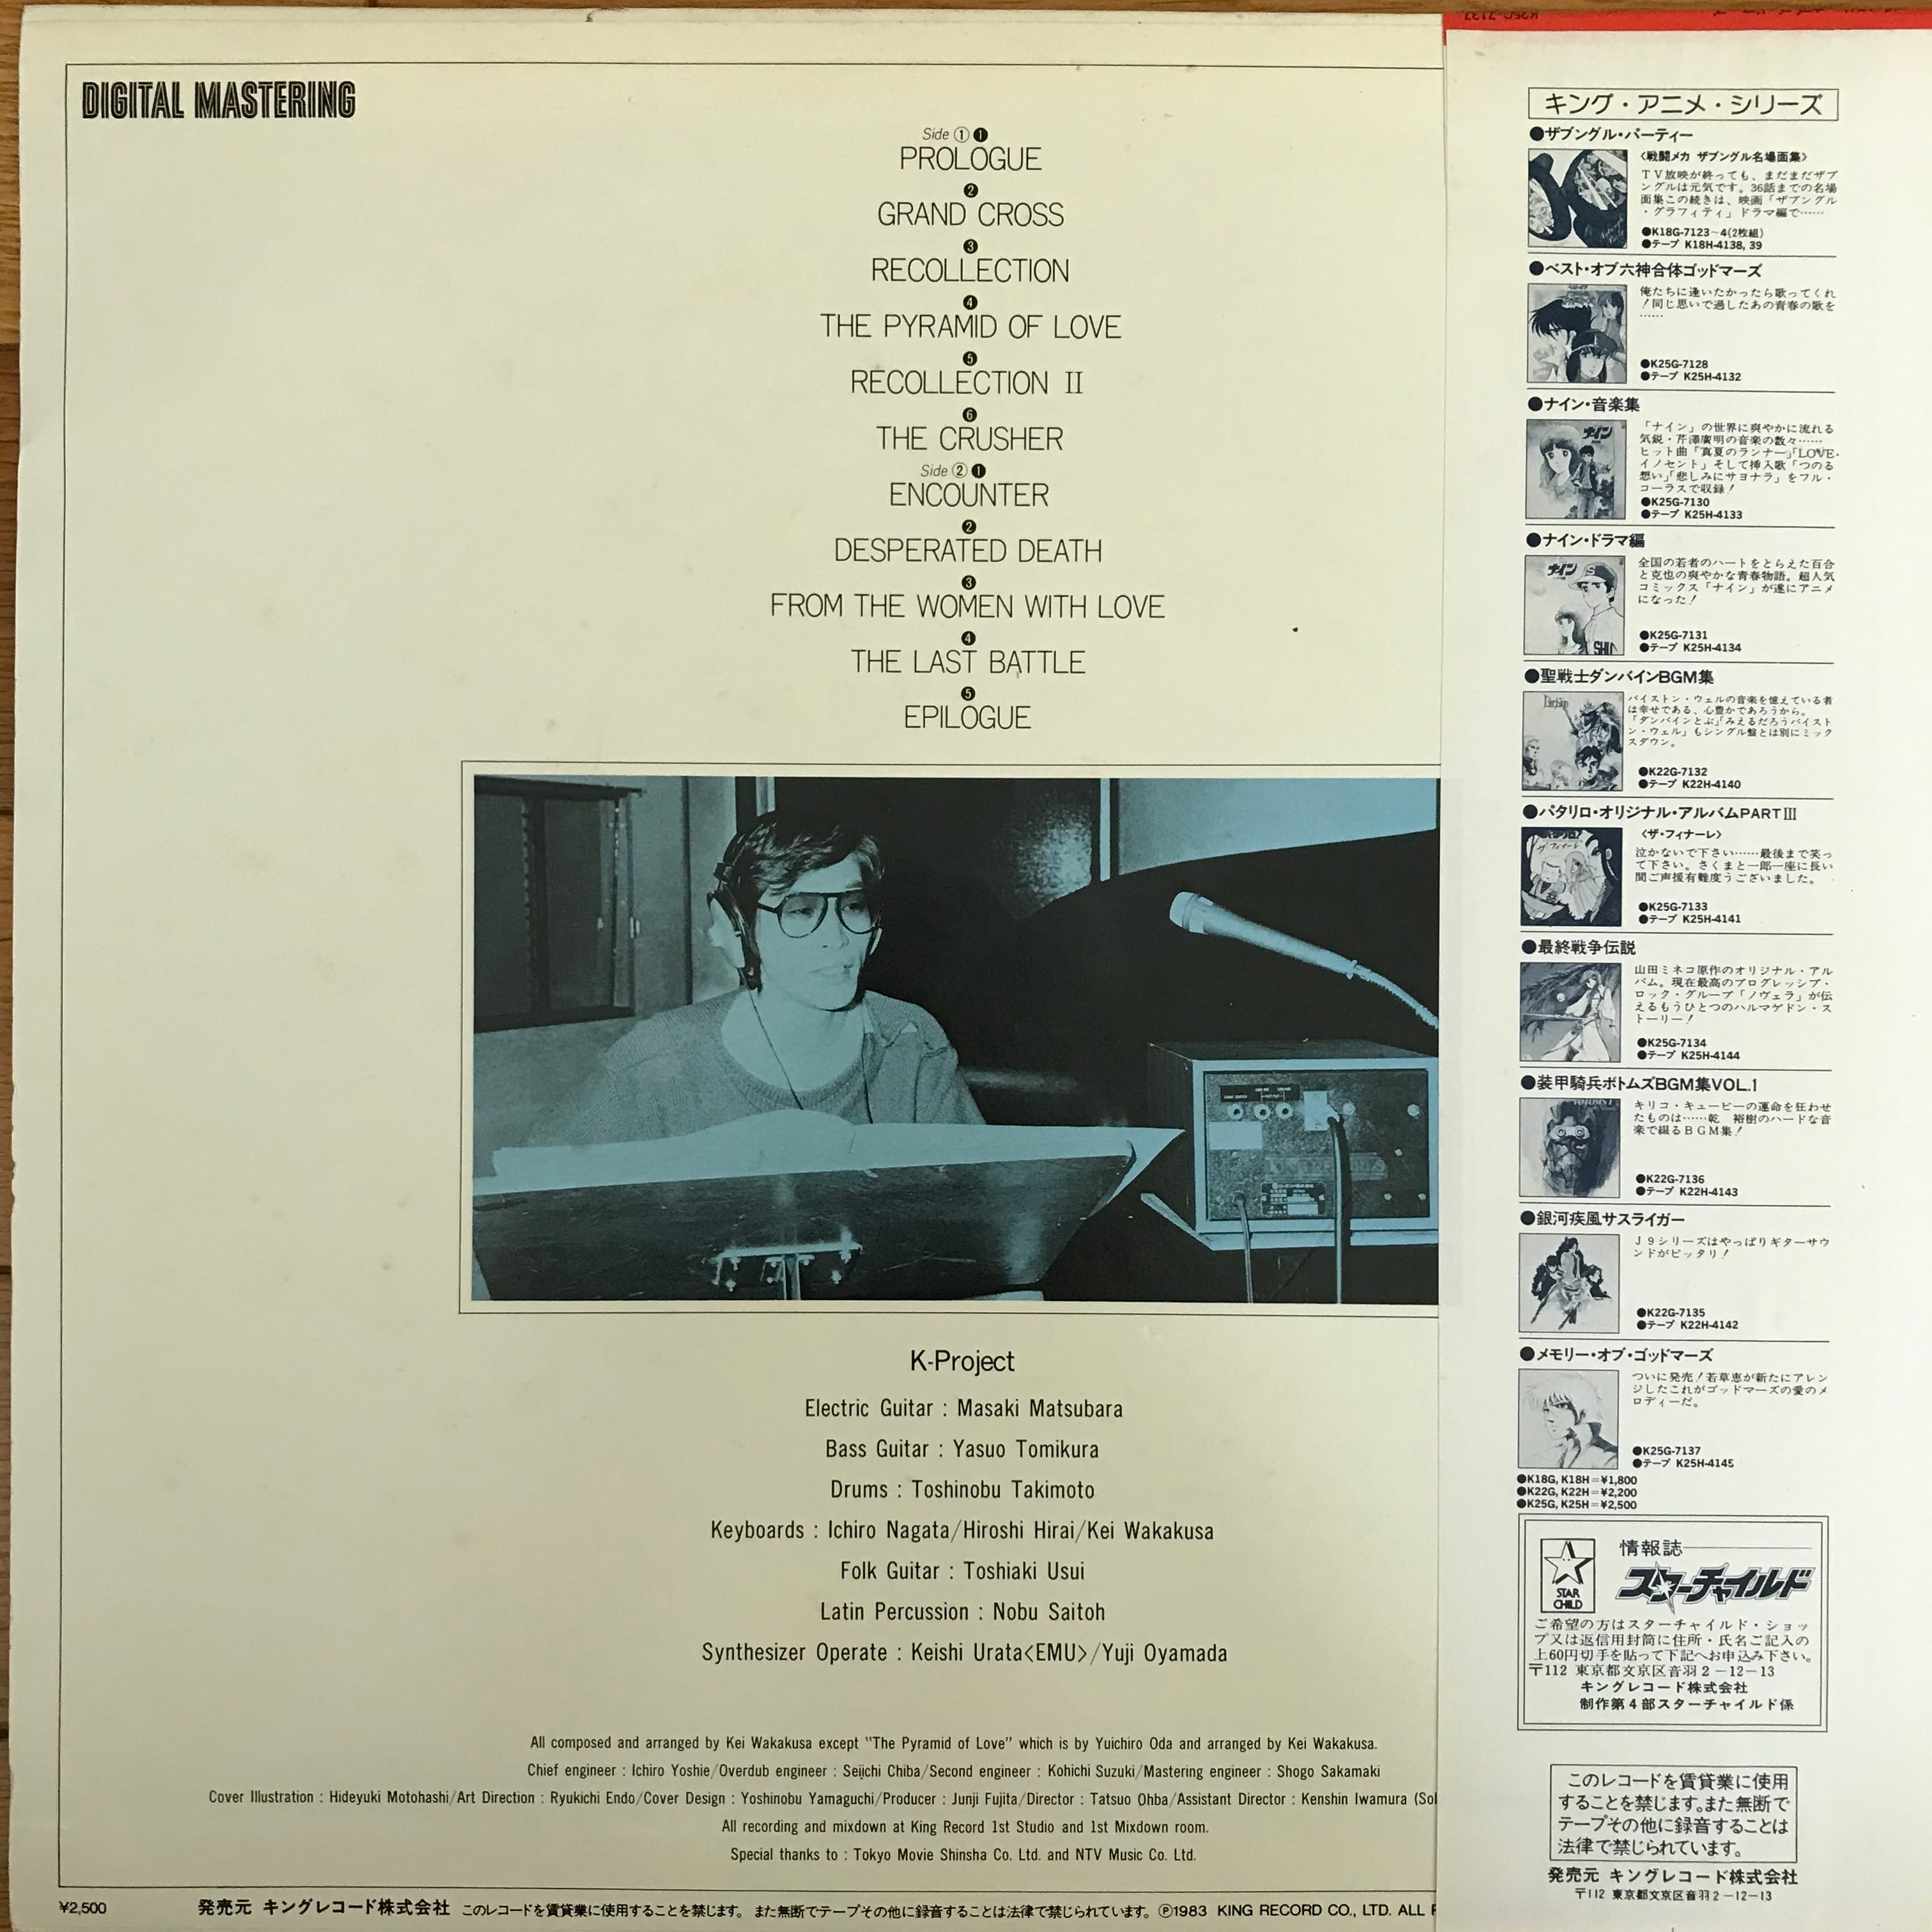 DIGITAL MASTERING
Side ① ❶
PROLOGUE
❷
GRAND CROSS
❸
RECOLLECTION
❹
THE PYRAMID OF LOVE
❺
RECOLLECTION II
❻
THE CRUSHER
Side ② ❶
ENCOUNTER
❷
DESPERATED DEATH
❸
FROM THE WOMEN WITH LOVE
❹
THE LAST BATTLE
❺
EPILOGUE
K-Project
Electric Guitar : Masaki Matsubara
Bass Guitar : Yasuo Tomikura
Drums : Toshinobu Takimoto
Keyboards : Ichiro Nagata/Hiroshi Hirai/Kei Wakakusa
Folk Guitar : Toshiaki Usui
Latin Percussion : Nobu Saitoh
Synthesizer Operate : Keishi Urata<EMU>/Yuji Oyamada
All composed and arranged by Kei Wakakusa except "The Pyramid of Love" which is by Yuichiro Oda and arranged by Kei Wakakusa.
Chief engineer : Ichiro Yoshie/Overdub engineer : Seiichi Chiba/Second engineer : Kohichi Suzuki/Mastering engineer : Shogo Sakamaki
Cover Illustration : Hideyuki Motohashi/Art Direction : Ryukichi Endo/Cover Design : Yoshinobu Yamaguchi/Producer : Junji Fujita/Director : Tatsuo Ohba/Assistant Director : Kenshin Iwamura
All recording and mixdown at King Record 1st Studio and 1st Mixdown room.
Special thanks to : Tokyo Movie Shinsha Co. Ltd. and NTV Music Co. Ltd.
¥2,500 発売元 キングレコード株式会社 このレコードを賃貸業に使用することを禁じます。また無断でテープその他に録音することは法律で禁じられています。Ⓟ1983 KING RECORD CO., LTD. ALL
K25G-7137
キング・アニメ・シリーズ
●ザブングル・パーティー
〈戦闘メカ ザブングル名場面集〉
TV放映が終っても、まだまだザブ
ングルは元気です。36話までの名場
面集この続きは、映画「ザブングル
・グラフィティ」ドラマ編で……
●K18G-7123~4(2枚組)
●テープ K18H-4138, 39
●ベスト・オブ六神合体ゴッドマーズ
俺たちに逢いたかったら歌ってくれ
!同じ思いで過したあの青春の歌を
……
●K25G-7128
●テープ K25H-4132
●ナイン・音楽集
ナイン
「ナイン」の世界に爽やかに流れる
気鋭・芹澤廣明の音楽の数々……
ヒット曲「真夏のランナー」「LOVE・
イノセント」そして挿入歌「つのる
想い」「悲しみにサヨナラ」をフル・
コーラスで収録!
●K25G-7130
●テープ K25H-4133
●ナイン・ドラマ編
ナイン
全国の若者のハートをとらえた百合
と克也の爽やかな青春物語。超人気
コミックス「ナイン」が遂にアニメ
になった!
●K25G-7131
●テープ K25H-4134
●聖戦士ダンバインBGM集
バイストン・ウェルの音楽を憶えている者
は幸せである、心豊かであろうから。
「ダンバインとぶ」「みえるだろうバイスト
ン・ウェル」もシングル盤とは別にミック
スダウン。
●K22G-7132
●テープ K22H-4140
●パタリロ・オリジナル・アルバムPART III
〈ザ・フィナーレ〉
泣かないで下さい……最後まで笑っ
て下さい。さくまと一郎一座に長い
間ご声援有難度うございました。
●K25G-7133
●テープ K25H-4141
●最終戦争伝説
山田ミネコ原作のオリジナル・アル
バム。現在最高のプログレッシブ・
ロック・グループ「ノヴェラ」が伝
えるもうひとつのハルマゲドン・ス
トーリー!
●K25G-7134
●テープ K25H-4144
●装甲騎兵ボトムズBGM集VOL.1
キリコ・キュービーの運命を狂わせ
たものは……乾 裕樹のハードな音
楽で綴るBGM集!
●K22G-7136
●テープ K22H-4143
●銀河疾風サスライガー
J9シリーズはやっぱりギターサウ
ンドがピッタリ!
●K22G-7135
●テープ K22H-4142
●メモリー・オブ・ゴッドマーズ
ついに発売!若草恵が新たにアレン
ジしたこれがゴッドマーズの愛のメ
ロディーだ。
●K25G-7137
●テープ K25H-4145
●K18G, K18H=¥1,800
●K22G, K22H=¥2,200
●K25G, K25H=¥2,500
STAR CHILD
情報誌
スターチャイルド
ご希望の方はスターチャイルド・ショッ
プ又は返信用封筒に住所・氏名ご記入の
上60円切手を貼って下記へお申込み下さい。
〒112 東京都文京区音羽2-12-13
キングレコード株式会社
制作第4部スターチャイルド係
このレコードを賃貸業に使用
することを禁じます。また無断で
テープその他に録音することは
法律で禁じられています。
発売元 キングレコード株式会社
〒112 東京都文京区音羽2-12-13